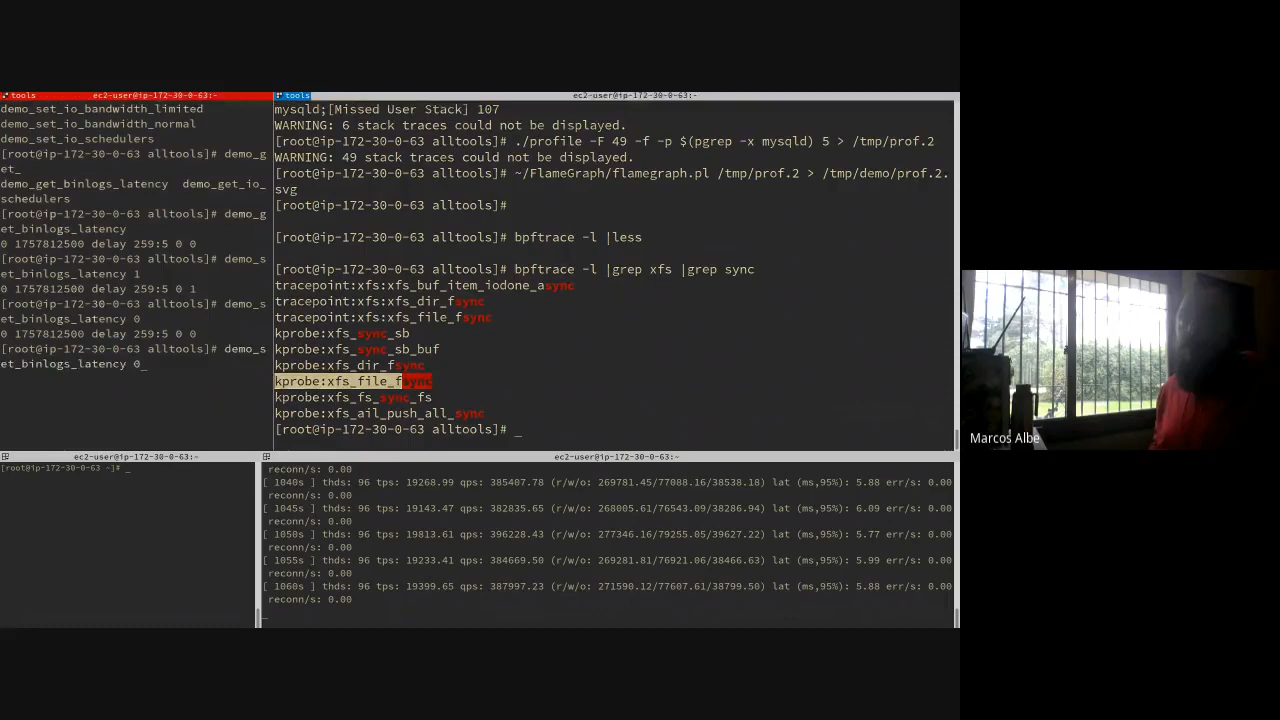 tools
ec2-user@ip-172-30-0-63:~
demo_set_io_bandwidth_limited
demo_set_io_bandwidth_normal
demo_set_io_schedulers
[root@ip-172-30-0-63 alltools]# demo_g
et_
demo_get_binlogs_latency  demo_get_io_
schedulers
[root@ip-172-30-0-63 alltools]# demo_g
et_binlogs_latency
0 1757812500 delay 259:5 0 0
[root@ip-172-30-0-63 alltools]# demo_s
et_binlogs_latency 1
0 1757812500 delay 259:5 0 1
[root@ip-172-30-0-63 alltools]# demo_s
et_binlogs_latency 0
0 1757812500 delay 259:5 0 0
[root@ip-172-30-0-63 alltools]# demo_s
et_binlogs_latency 0_
tools
ec2-user@ip-172-30-0-63:~
mysqld;[Missed User Stack] 107
WARNING: 6 stack traces could not be displayed.
[root@ip-172-30-0-63 alltools]# ./profile -F 49 -f -p $(pgrep -x mysqld) 5 > /tmp/prof.2
WARNING: 49 stack traces could not be displayed.
[root@ip-172-30-0-63 alltools]# ~/FlameGraph/flamegraph.pl /tmp/prof.2 > /tmp/demo/prof.2.
svg
[root@ip-172-30-0-63 alltools]#
[root@ip-172-30-0-63 alltools]# bpftrace -l |less
[root@ip-172-30-0-63 alltools]# bpftrace -l |grep xfs |grep sync
tracepoint:xfs:xfs_buf_item_iodone_async
tracepoint:xfs:xfs_dir_fsync
tracepoint:xfs:xfs_file_fsync
kprobe:xfs_sync_sb
kprobe:xfs_sync_sb_buf
kprobe:xfs_dir_fsync
kprobe:xfs_file_fsync
kprobe:xfs_fs_sync_fs
kprobe:xfs_ail_push_all_sync
[root@ip-172-30-0-63 alltools]# _
ec2-user@ip-172-30-0-63:~
[root@ip-172-30-0-63 ~]# _
ec2-user@ip-172-30-0-63:~
reconn/s: 0.00
[ 1040s ] thds: 96 tps: 19268.99 qps: 385407.78 (r/w/o: 269781.45/77088.16/38538.18) lat (ms,95%): 5.88 err/s: 0.00
reconn/s: 0.00
[ 1045s ] thds: 96 tps: 19143.47 qps: 382835.65 (r/w/o: 268005.61/76543.09/38286.94) lat (ms,95%): 6.09 err/s: 0.00
reconn/s: 0.00
[ 1050s ] thds: 96 tps: 19813.61 qps: 396228.43 (r/w/o: 277346.16/79255.05/39627.22) lat (ms,95%): 5.77 err/s: 0.00
reconn/s: 0.00
[ 1055s ] thds: 96 tps: 19233.41 qps: 384669.50 (r/w/o: 269281.81/76921.06/38466.63) lat (ms,95%): 5.99 err/s: 0.00
reconn/s: 0.00
[ 1060s ] thds: 96 tps: 19399.65 qps: 387997.23 (r/w/o: 271590.12/77607.61/38799.50) lat (ms,95%): 5.88 err/s: 0.00
reconn/s: 0.00
_
Marcos Albe